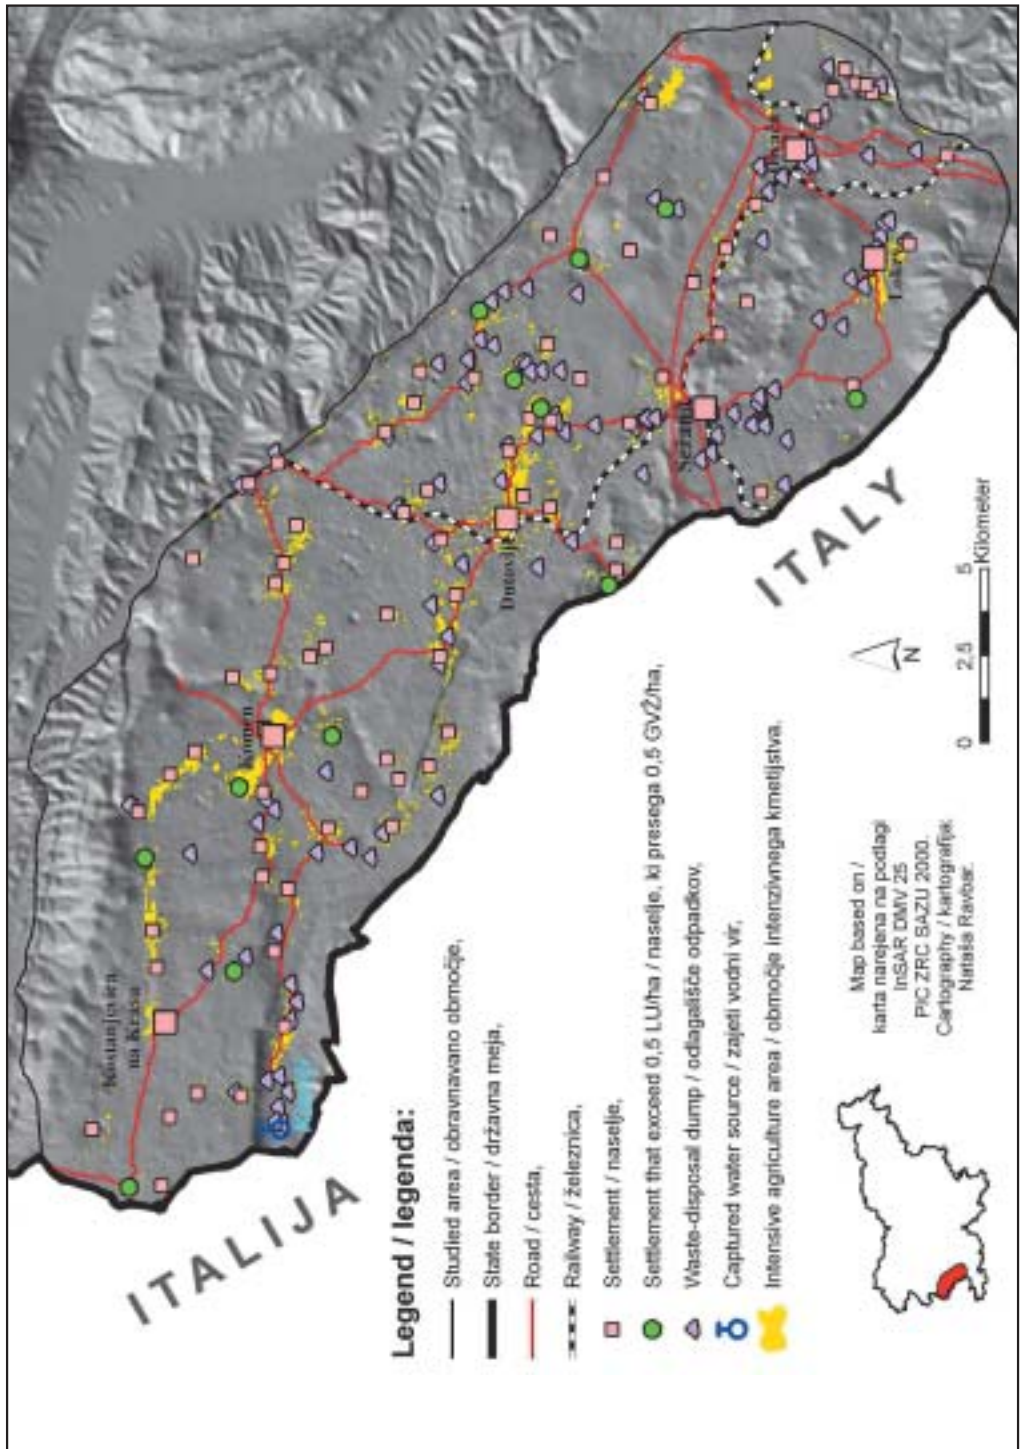 Kostanjevica
na Krasu
Komen
Dutovlje
Sežana
ITALIJA
ITALY
Legend / legenda:
Studied area / obravnavano območje,
State border / državna meja,
Road / cesta,
Railway / železnica,
Settlement / naselje,
Settlement that exceed 0,5 LU/ha / naselje, ki presega 0,5 GVŽ/ha,
Waste-disposal dump / odlagališče odpadkov,
Captured water source / zajeti vodni vir,
Intensive agriculture area / območje intenzivnega kmetijstva.
Map based on /
karta narejena na podlagi
InSAR DMV 25
PIC ZRC SAZU 2000.
Cartography / kartografija:
Nataša Ravbar.
N
0 2,5 5
Kilometer